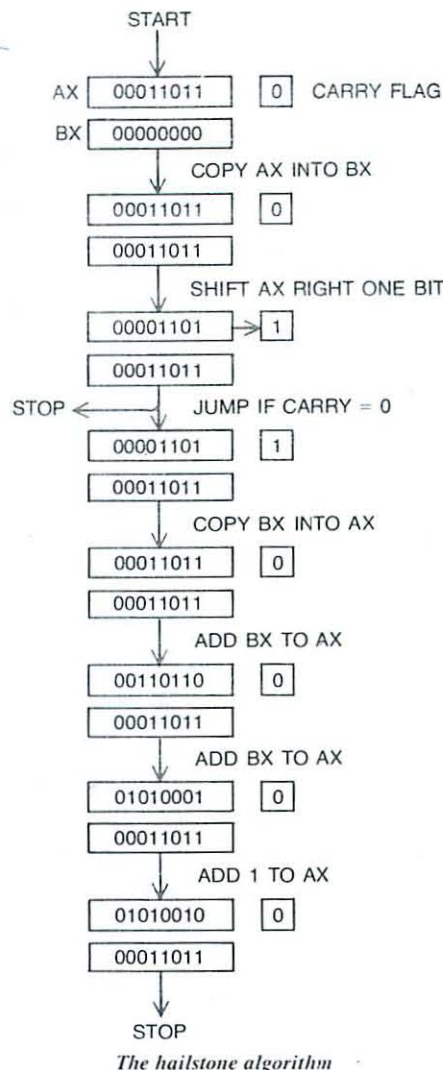 START
AX 00011011 0 CARRY FLAG
BX 00000000
COPY AX INTO BX
00011011 0
00011011
SHIFT AX RIGHT ONE BIT
00001101 1
00011011
STOP JUMP IF CARRY = 0
00001101 1
00011011
COPY BX INTO AX
00011011 0
00011011
ADD BX TO AX
00110110 0
00011011
ADD BX TO AX
01010001 0
00011011
ADD 1 TO AX
01010010 0
00011011
STOP
The hailstone algorithm